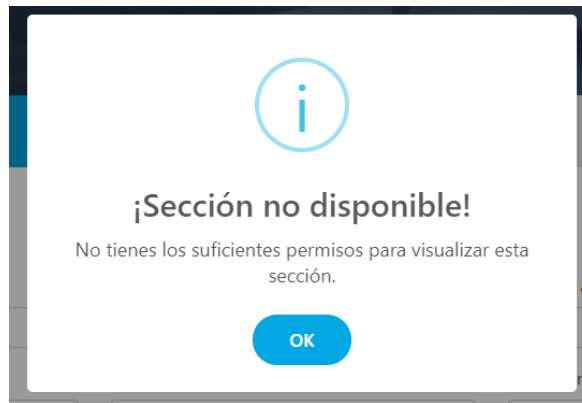 ¡Sección no disponible!
No tienes los suficientes permisos para visualizar esta
sección.
OK